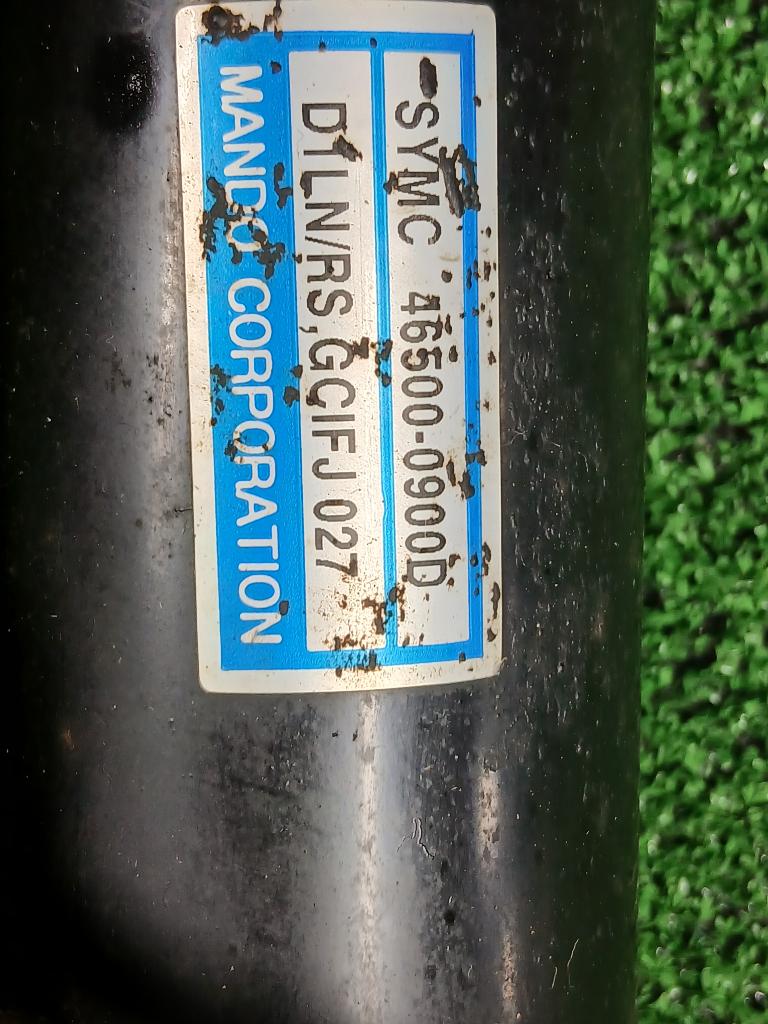 SYMC 46500-0900D
D1LN/RS,GCIFJ 027
MANDO CORPORATION